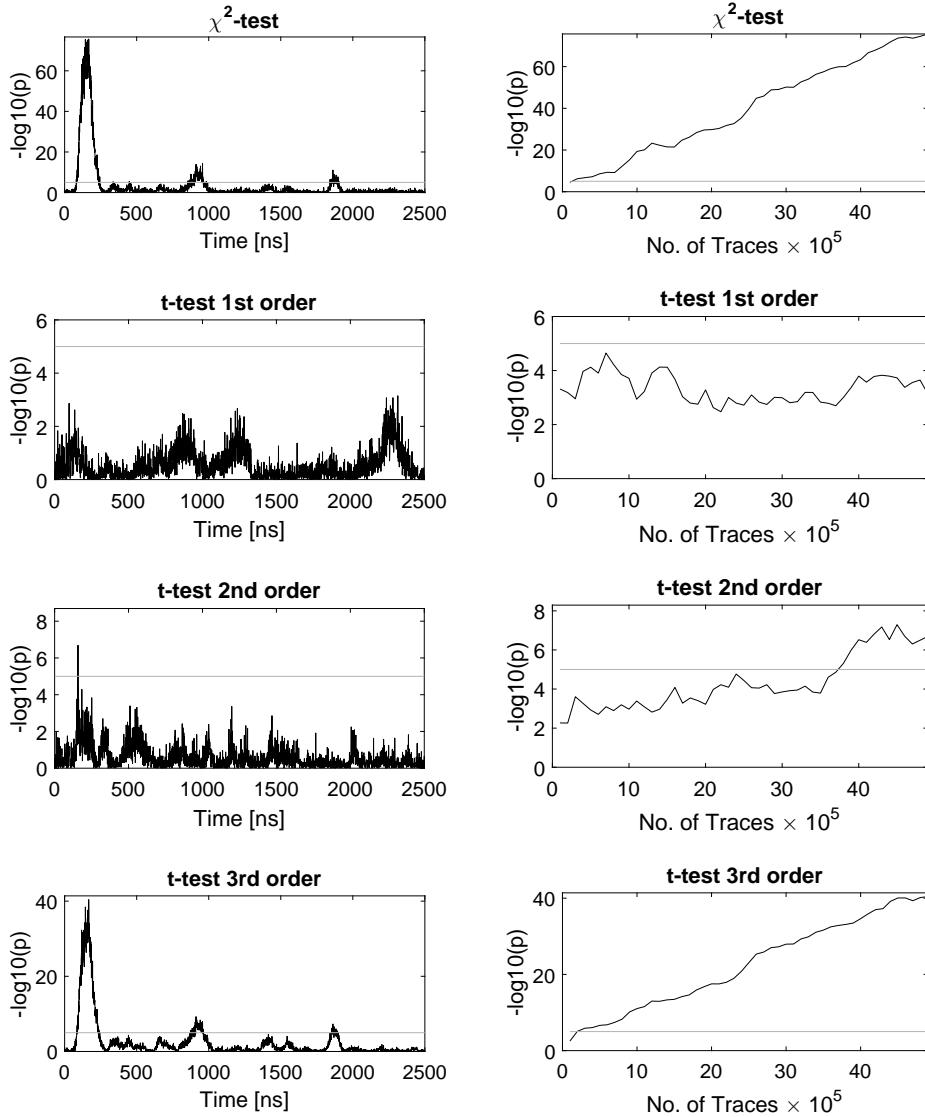 χ²-test
-log10(p)
60
40
20
0
0 500 1000 1500 2000 2500
Time [ns]
χ²-test
-log10(p)
60
40
20
0
0 20 40
No. of Traces × 10⁵
t-test 1st order
-log10(p)
6
4
2
0
0 500 1000 1500 2000 2500
Time [ns]
t-test 1st order
-log10(p)
6
4
2
0
0 10 20 30 40
No. of Traces × 10⁵
t-test 2nd order
-log10(p)
8
6
4
2
0
0 500 1000 1500 2000 2500
Time [ns]
t-test 2nd order
-log10(p)
8
6
4
2
0
0 10 20 30 40
No. of Traces × 10⁵
t-test 3rd order
-log10(p)
40
20
0
0 500 1000 1500 2000 2500
Time [ns]
t-test 3rd order
-log10(p)
40
20
0
0 10 20 30 40
No. of Traces × 10⁵